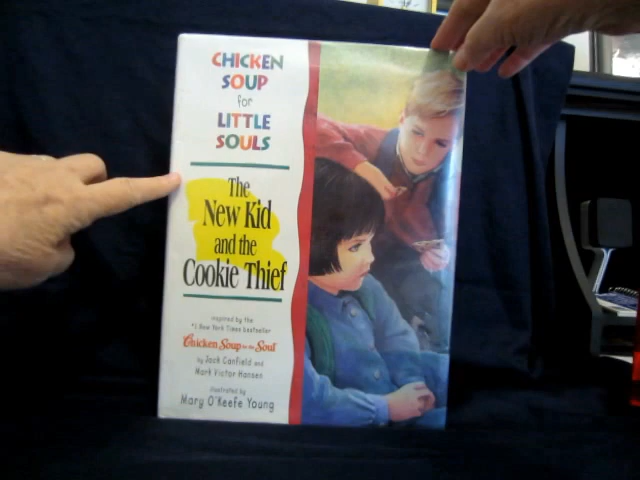 CHICKEN
SOUP
for
LITTLE
SOULS
The
New Kid
and the
Cookie Thief
inspired by the
#1 New York Times bestseller
Chicken Soup for the Soul
by Jack Canfield and
Mark Victor Hansen
illustrated by
Mary O'Keefe Young